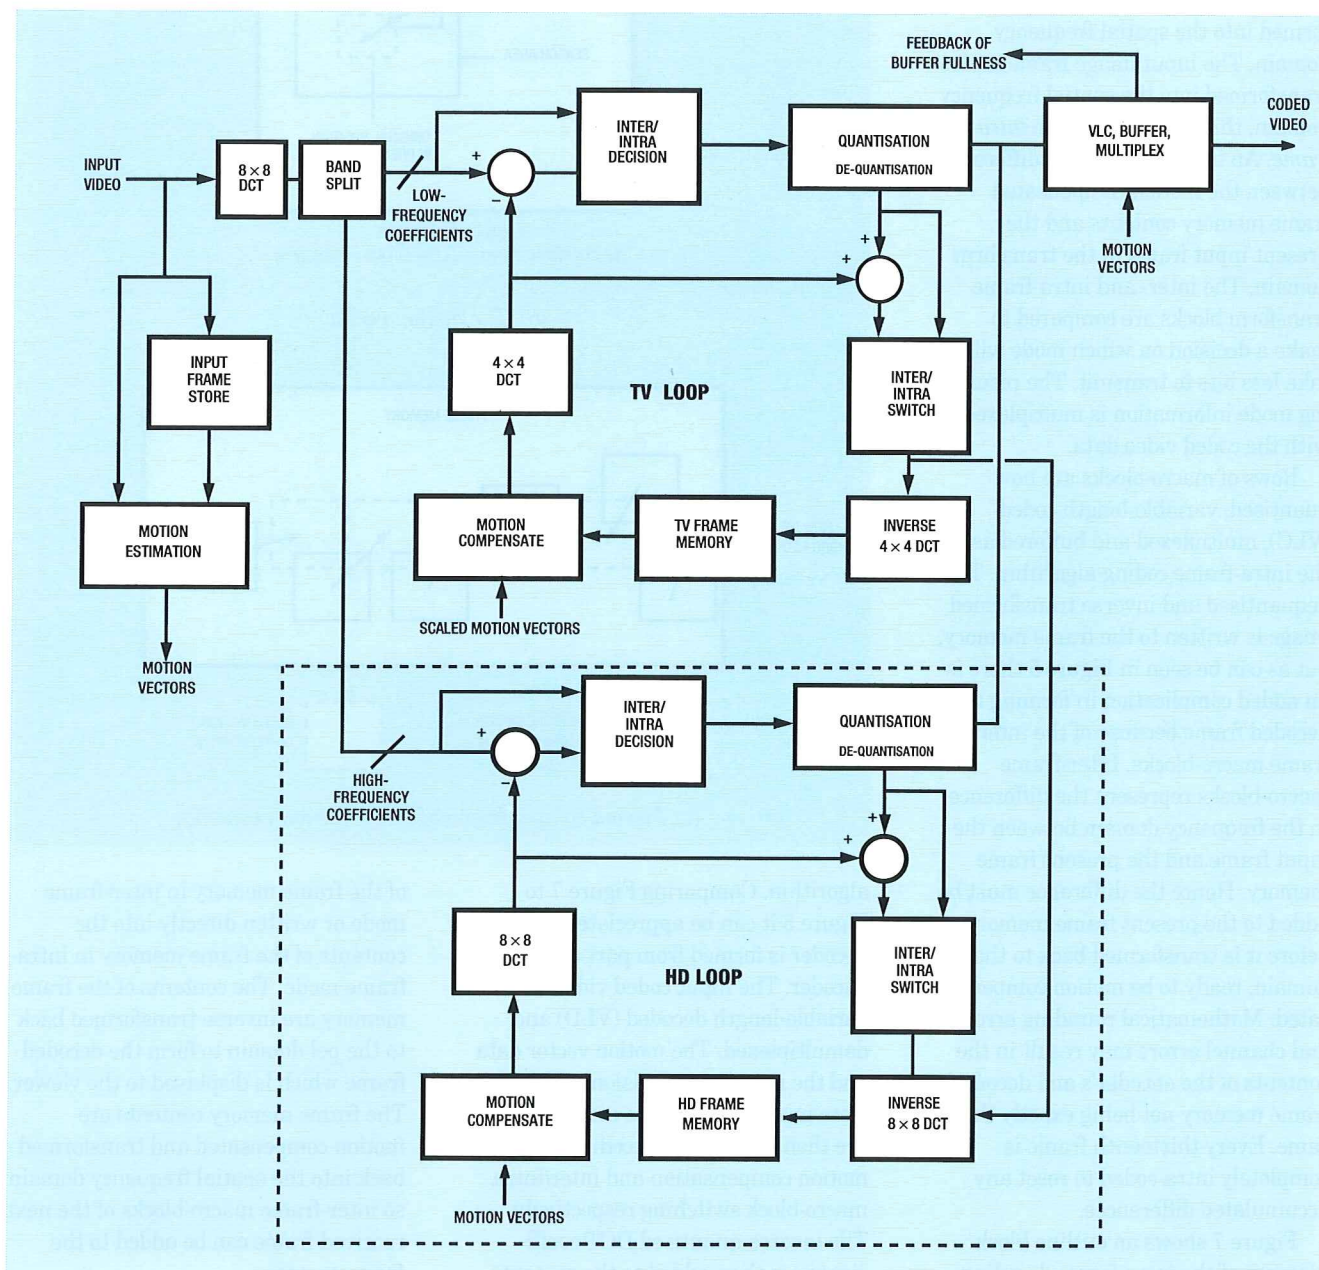 FEEDBACK OF
BUFFER FULLNESS
INPUT
VIDEO
8 × 8
DCT
BAND
SPLIT
LOW-
FREQUENCY
COEFFICIENTS
+
−
INTER/
INTRA
DECISION
QUANTISATION
DE-QUANTISATION
VLC, BUFFER,
MULTIPLEX
CODED
VIDEO
MOTION
VECTORS
+
+
INPUT
FRAME
STORE
4 × 4
DCT
TV LOOP
INTER/
INTRA
SWITCH
MOTION
ESTIMATION
MOTION
COMPENSATE
TV FRAME
MEMORY
INVERSE
4 × 4 DCT
SCALED MOTION VECTORS
MOTION
VECTORS
HIGH-
FREQUENCY
COEFFICIENTS
+
−
INTER/
INTRA
DECISION
QUANTISATION
DE-QUANTISATION
+
+
8 × 8
DCT
HD LOOP
INTER/
INTRA
SWITCH
MOTION
COMPENSATE
HD FRAME
MEMORY
INVERSE
8 × 8 DCT
MOTION VECTORS